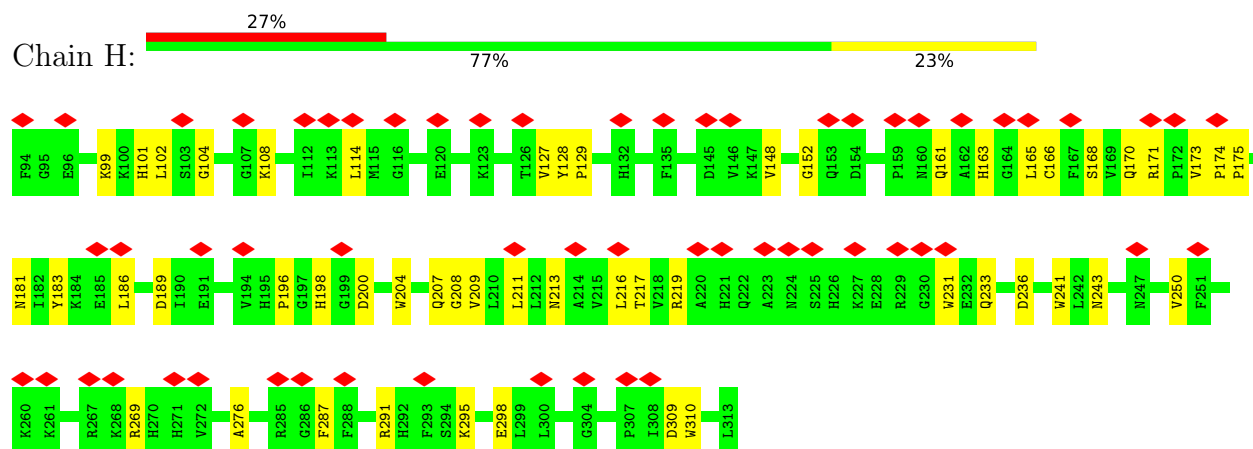 27%
Chain H:
77% 23%
F94 G95 E96 K99 K100 H101 L102 S103 G104 G107 K108 I112 K113 L114 M115 G116 E120 K123 T126 V127 Y128 P129 H132 F135 D145 V146 K147 V148 G152 Q153 D154 P159 N160 Q161 A162 H163 G164 L165 C166 F167 S168 V169 Q170 R171 P172 V173 P174 P175
N181 I182 Y183 K184 E185 L186 D189 I190 E191 V194 H195 P196 G197 H198 G199 D200 W204 Q207 G208 V209 L210 L211 L212 N213 A214 V215 L216 T217 V218 R219 A220 H221 Q222 A223 N224 S225 H226 K227 E228 R229 G230 W231 E232 Q233 D236 W241 L242 N243 N247 V250 F251
K260 K261 R267 K268 R269 H270 H271 V272 A276 R285 G286 F287 F288 R291 H292 F293 S294 K295 E298 L299 L300 G304 P307 I308 D309 W310 L313